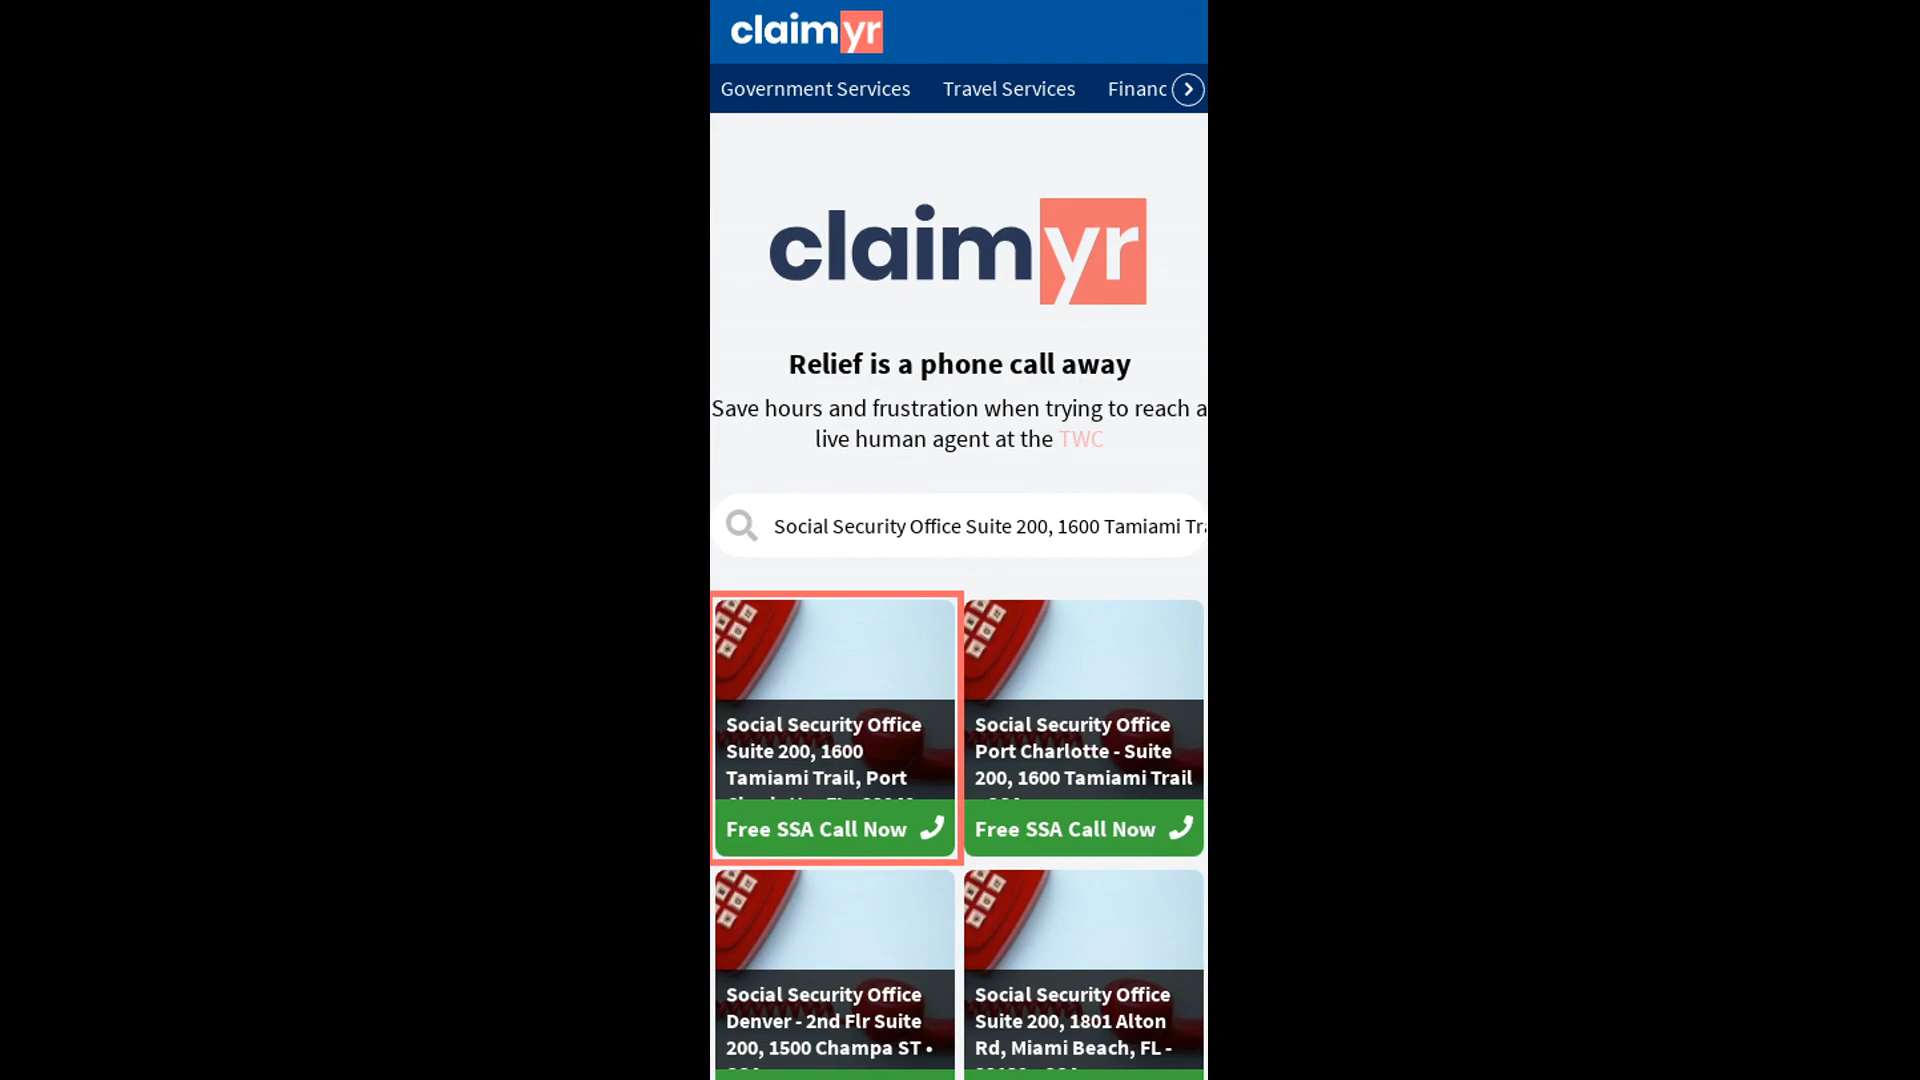 claimyr
Government Services Travel Services Financ
claimyr
Relief is a phone call away
Save hours and frustration when trying to reach a
live human agent at the TWC
Social Security Office Suite 200, 1600 Tamiami Tra
Social Security Office
Suite 200, 1600
Tamiami Trail, Port
Free SSA Call Now
Social Security Office
Port Charlotte - Suite
200, 1600 Tamiami Trail
Free SSA Call Now
Social Security Office
Denver - 2nd Flr Suite
200, 1500 Champa ST •
Social Security Office
Suite 200, 1801 Alton
Rd, Miami Beach, FL -